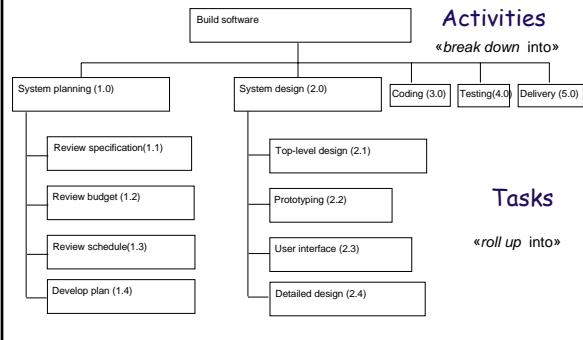 Build software
Activities
«break down into»
System planning (1.0)
System design (2.0)
Coding (3.0)
Testing(4.0)
Delivery (5.0)
Review specification(1.1)
Top-level design (2.1)
Review budget (1.2)
Prototyping (2.2)
Tasks
Review schedule(1.3)
User interface (2.3)
«roll up into»
Develop plan (1.4)
Detailed design (2.4)